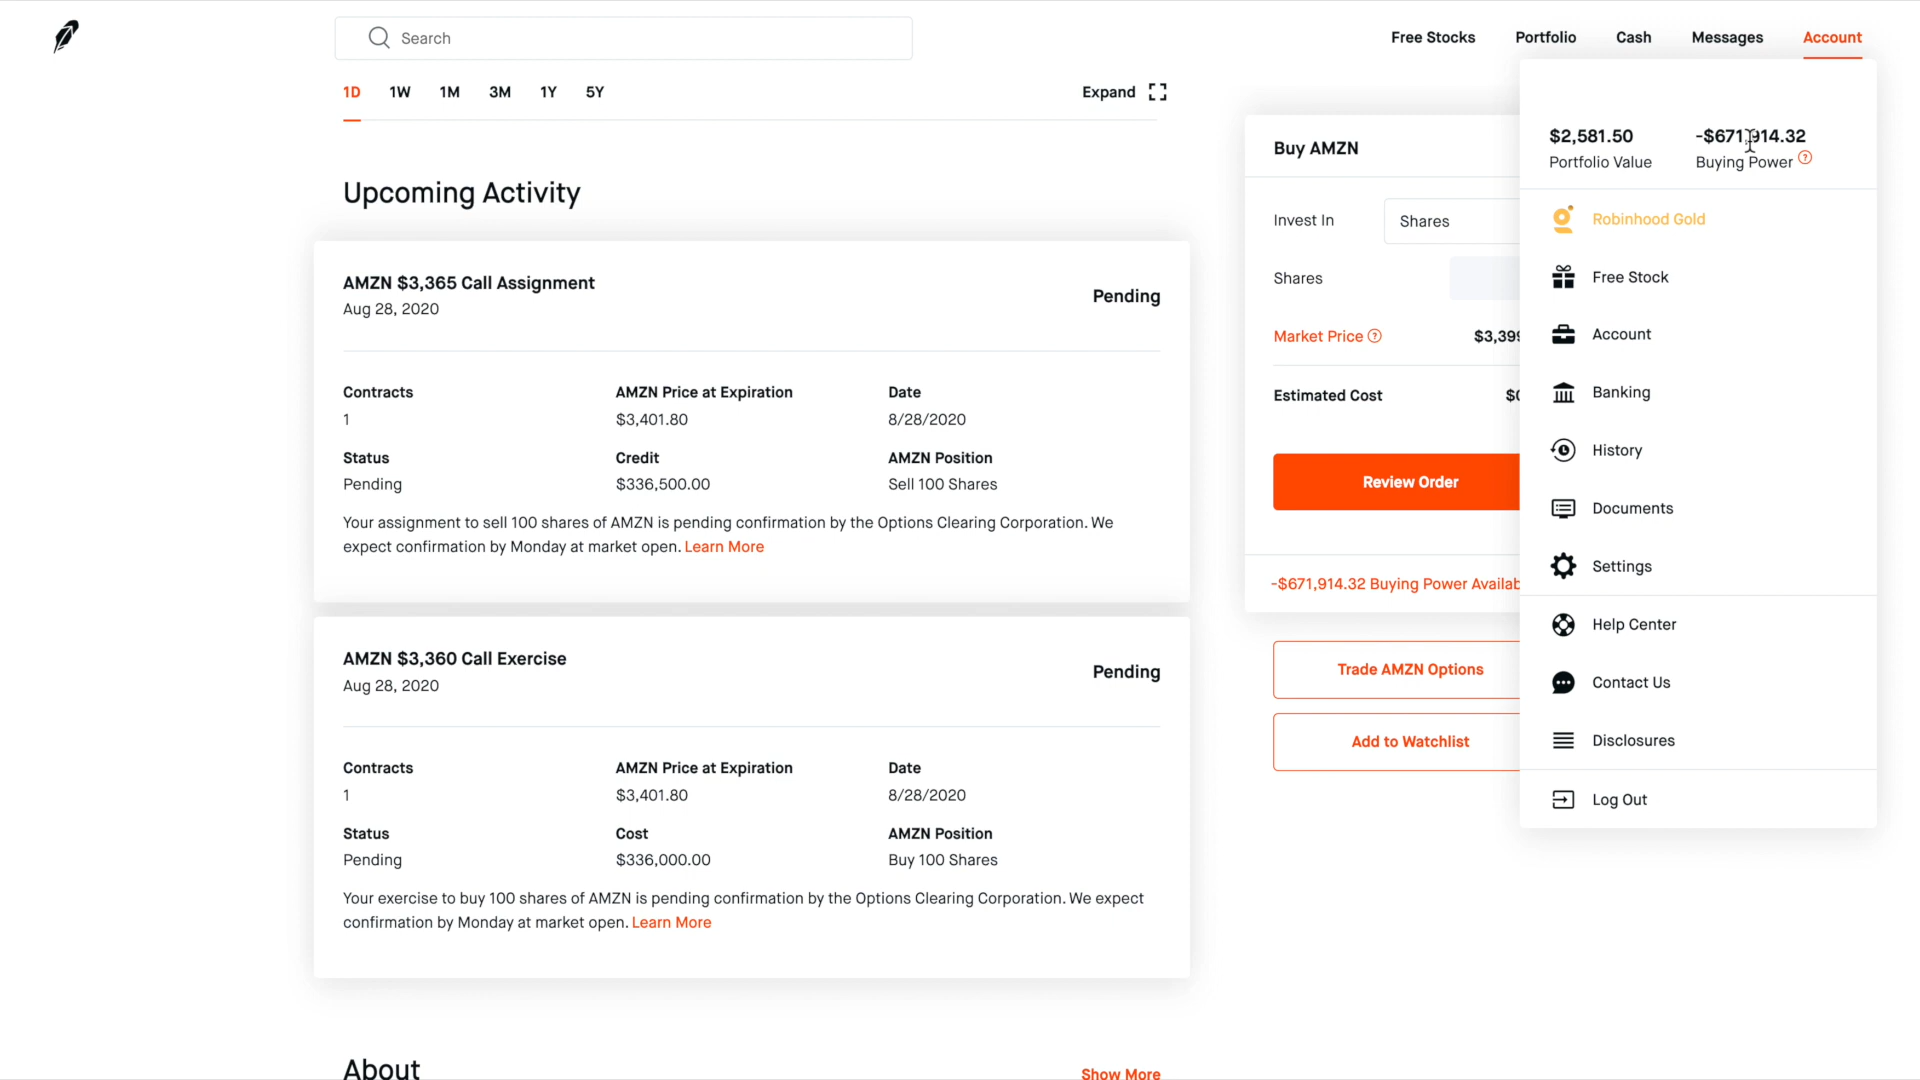 Search
Free Stocks
Portfolio
Cash
Messages
Account
1D
1W
1M
3M
1Y
5Y
Expand
Upcoming Activity
AMZN $3,365 Call Assignment
Aug 28, 2020
Pending
Contracts
AMZN Price at Expiration
Date
1
$3,401.80
8/28/2020
Status
Credit
AMZN Position
Pending
$336,500.00
Sell 100 Shares
Your assignment to sell 100 shares of AMZN is pending confirmation by the Options Clearing Corporation. We
expect confirmation by Monday at market open. Learn More
AMZN $3,360 Call Exercise
Aug 28, 2020
Pending
Contracts
AMZN Price at Expiration
Date
1
$3,401.80
8/28/2020
Status
Cost
AMZN Position
Pending
$336,000.00
Buy 100 Shares
Your exercise to buy 100 shares of AMZN is pending confirmation by the Options Clearing Corporation. We expect
confirmation by Monday at market open. Learn More
About
Show More
Buy AMZN
Invest In
Shares
Shares
Market Price
$3,399
Estimated Cost
$0
Review Order
-$671,914.32 Buying Power Availab
Trade AMZN Options
Add to Watchlist
$2,581.50
-$671,914.32
Portfolio Value
Buying Power
Robinhood Gold
Free Stock
Account
Banking
History
Documents
Settings
Help Center
Contact Us
Disclosures
Log Out